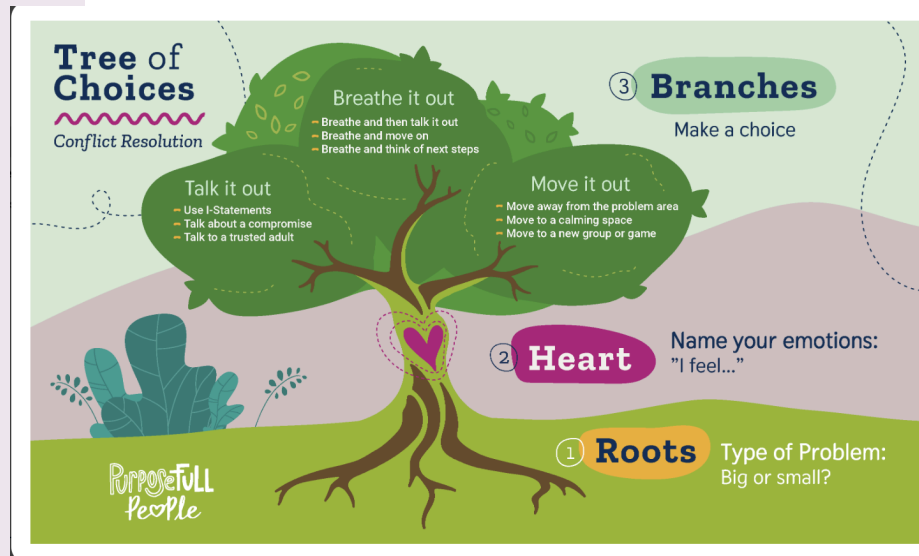 Tree of
Choices
Conflict Resolution
Breathe it out
Breathe and then talk it out
Breathe and move on
Breathe and think of next steps
Talk it out
Use I-Statements
Talk about a compromise
Talk to a trusted adult
Move it out
Move away from the problem area
Move to a calming space
Move to a new group or game
3 Branches
Make a choice
2 Heart
Name your emotions:
"I feel..."
1 Roots
Type of Problem:
Big or small?
PurposeFULL
PeoPle